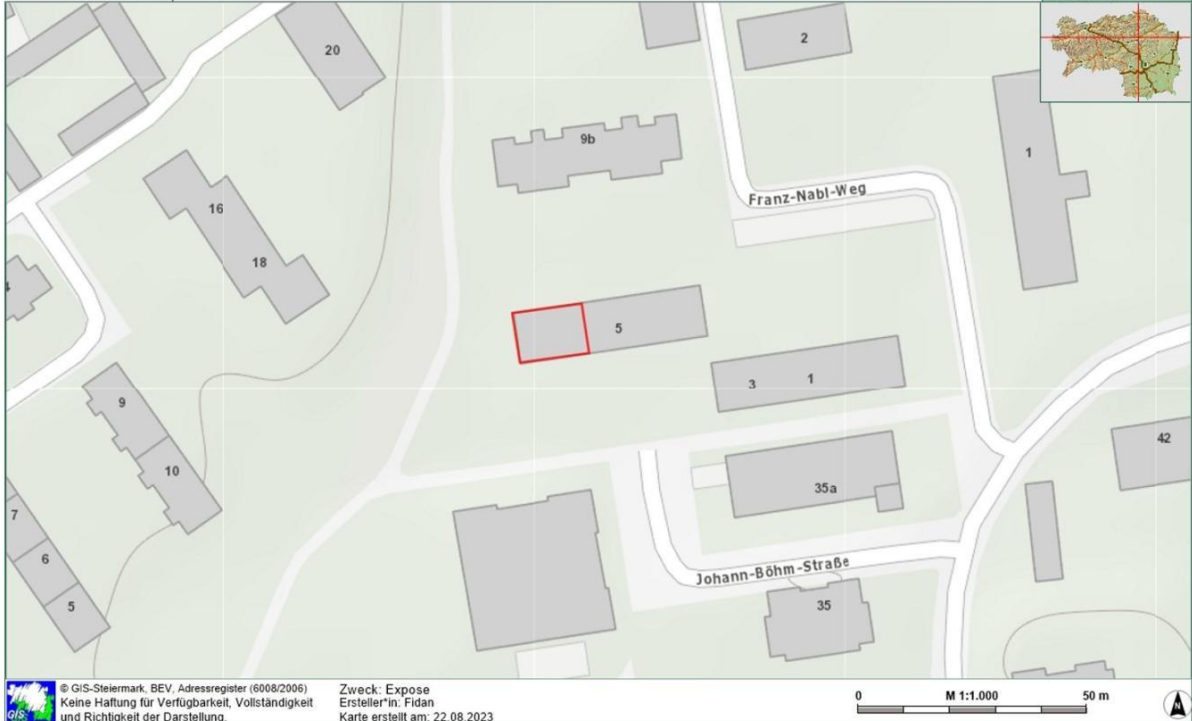 20
2
9b
1
Franz-Nabl-Weg
16
18
5
3 1
9
42
10
35a
7
6
Johann-Böhm-Straße
5
35
GIS
© GIS-Steiermark, BEV, Adressregister (6008/2006)
Keine Haftung für Verfügbarkeit, Vollständigkeit
und Richtigkeit der Darstellung.
Zweck: Expose
Ersteller*in: Fidan
Karte erstellt am: 22.08.2023
0 M 1:1.000 50 m
N